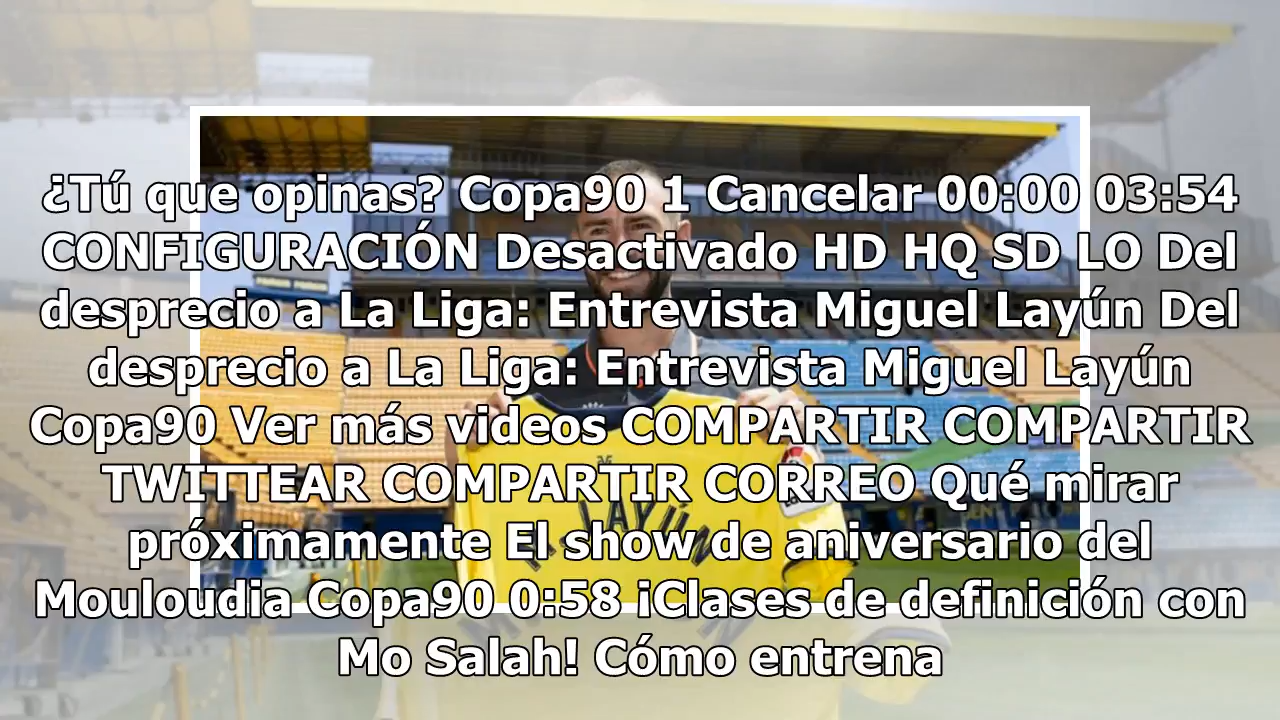 ¿Tú que opinas? Copa90 1 Cancelar 00:00 03:54
CONFIGURACIÓN Desactivado HD HQ SD LO Del
desprecio a La Liga: Entrevista Miguel Layún Del
desprecio a La Liga: Entrevista Miguel Layún
Copa90 Ver más videos COMPARTIR COMPARTIR
TWITTEAR COMPARTIR CORREO Qué mirar
próximamente El show de aniversario del
Mouloudia Copa90 0:58 ¡Clases de definición con
Mo Salah! Cómo entrena